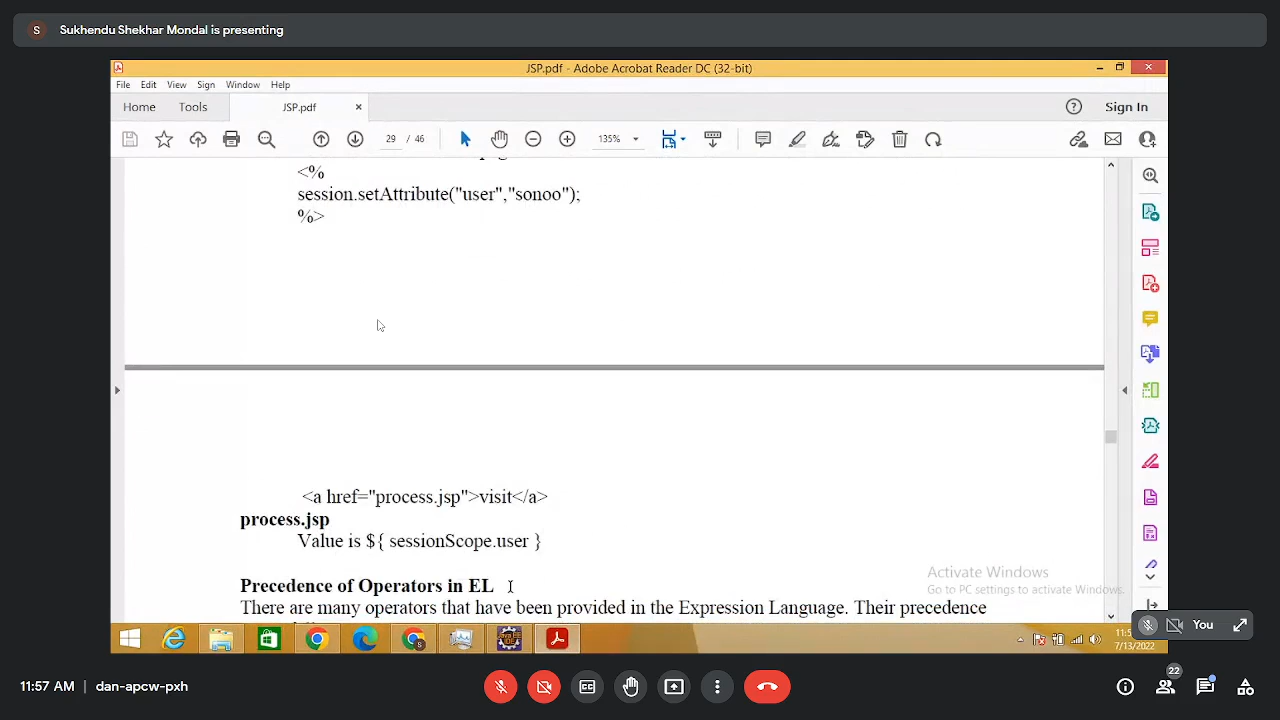 S Sukhendu Shekhar Mondal is presenting
JSP.pdf - Adobe Acrobat Reader DC (32-bit)
File Edit View Sign Window Help
Home Tools JSP.pdf × Sign In
29 / 46 135%
<%
session.setAttribute("user","sonoo");
%>
<a href="process.jsp">visit</a>
process.jsp
Value is ${ sessionScope.user }
Precedence of Operators in EL
There are many operators that have been provided in the Expression Language. Their precedence
Activate Windows
Go to PC settings to activate Windows.
You
7/13/2022
11:57 AM | dan-apcw-pxh
22